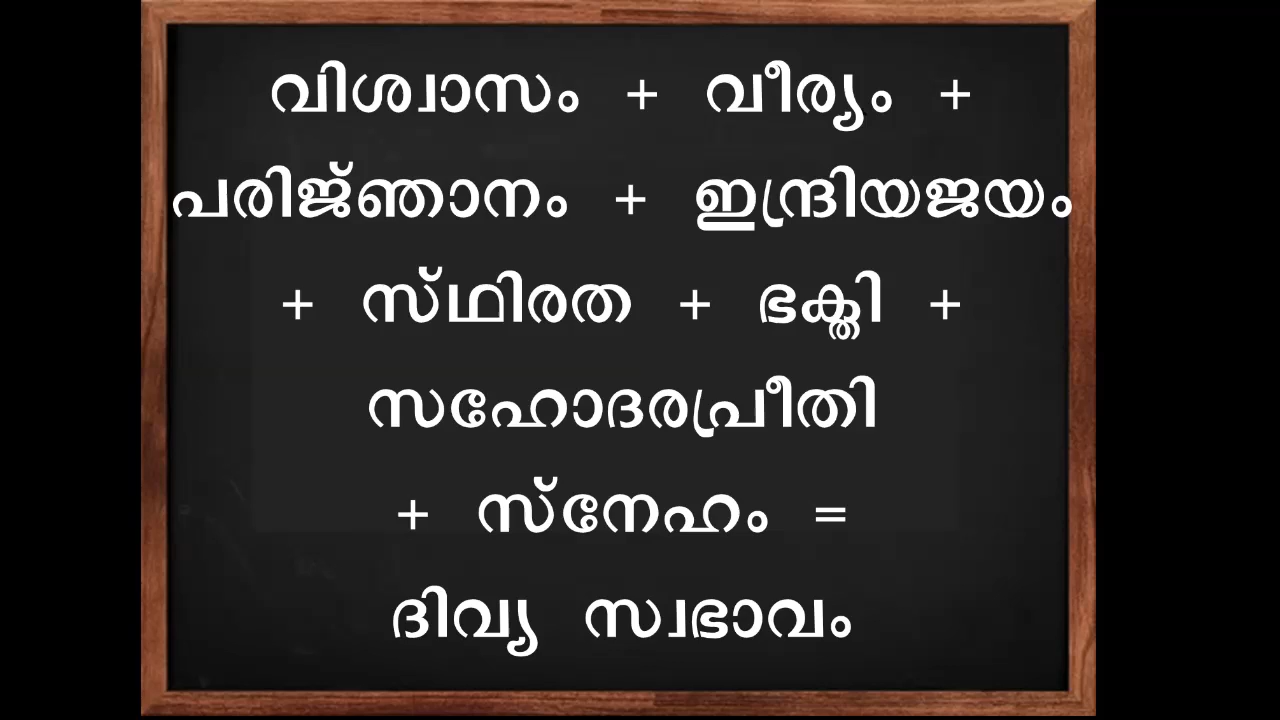 വിശ്വാസം + വീര്യം +
പരിജ്ഞാനം + ഇന്ദ്രിയജയം
+ സ്ഥിരത + ഭക്തി +
സഹോദരപ്രീതി
+ സ്നേഹം =
ദിവ്യ സ്വഭാവം